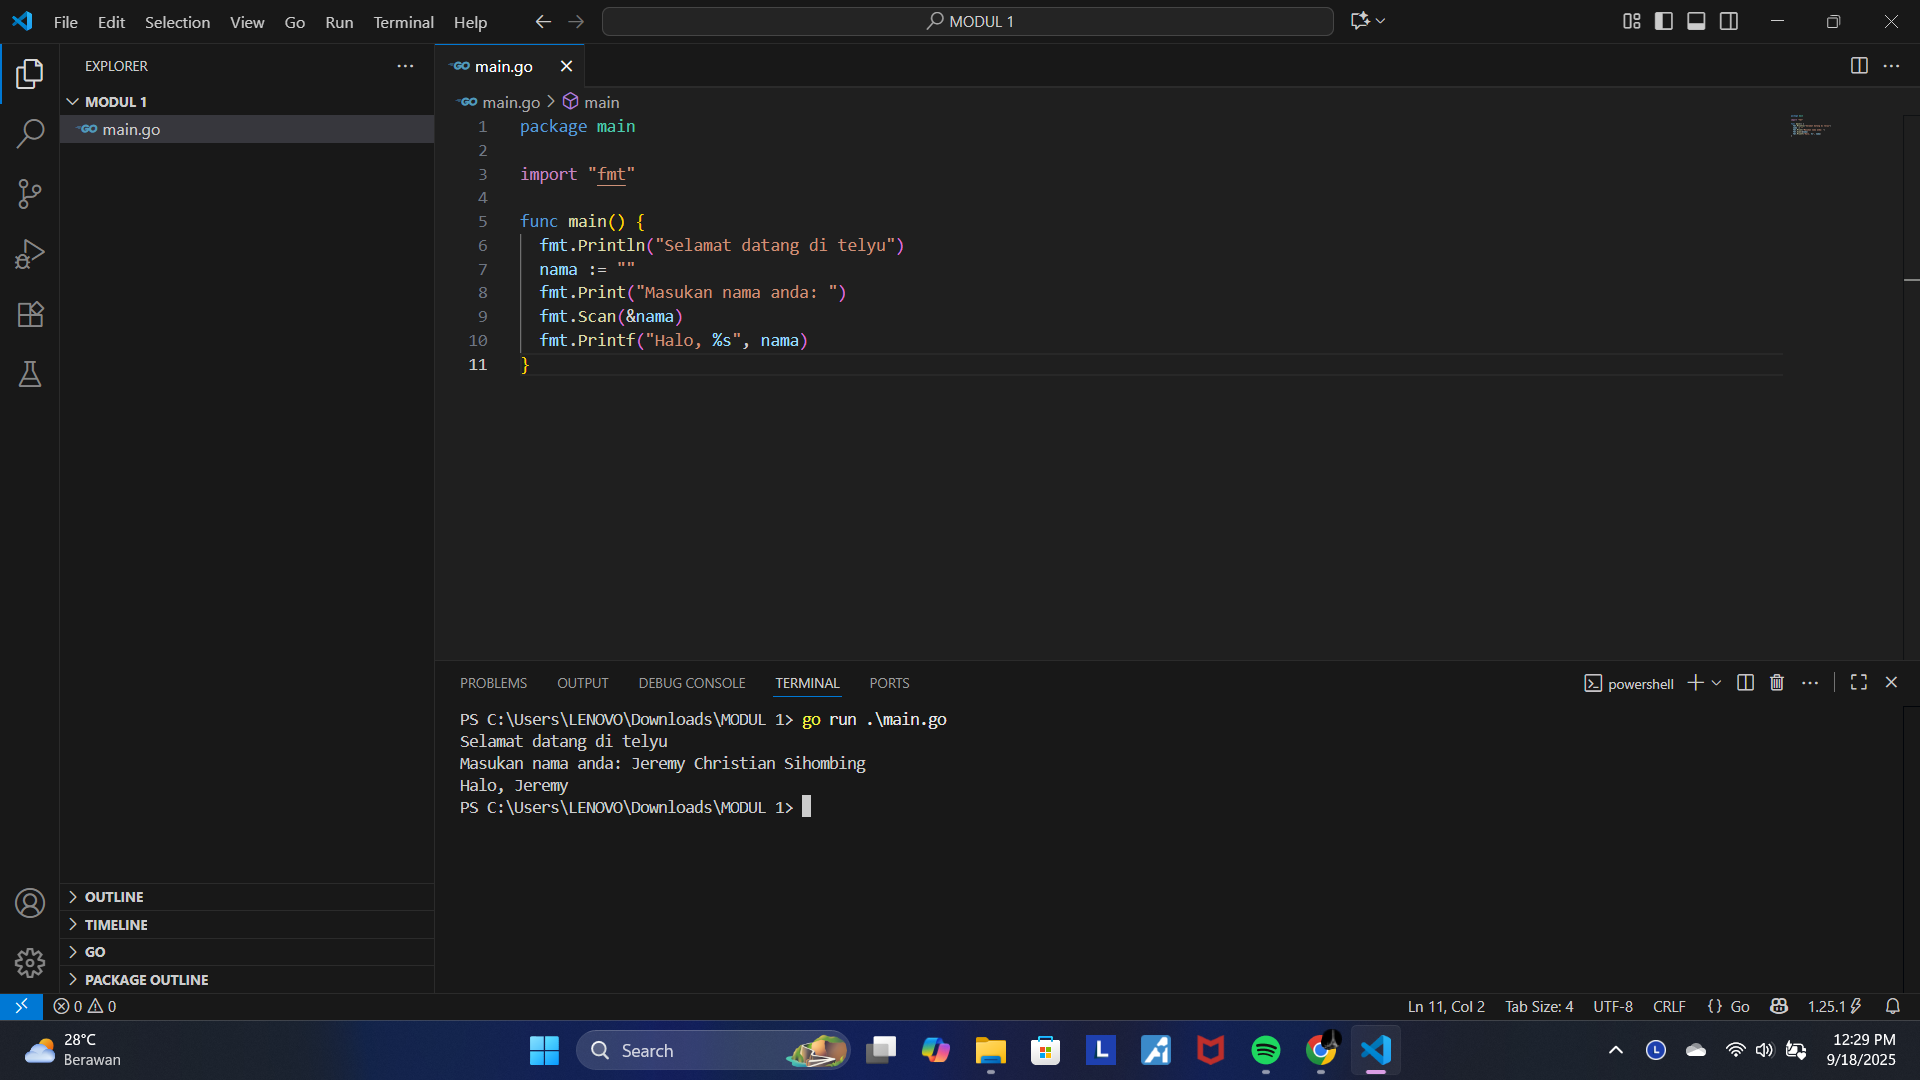 File Edit Selection View Go Run Terminal Help
MODUL 1
EXPLORER
MODUL 1
main.go
OUTLINE
TIMELINE
GO
PACKAGE OUTLINE
GO main.go
GO main.go > main
1 package main
2
3 import "fmt"
4
5 func main() {
6 fmt.Println("Selamat datang di telyu")
7 nama := ""
8 fmt.Print("Masukan nama anda: ")
9 fmt.Scan(&nama)
10 fmt.Printf("Halo, %s", nama)
11 }
PROBLEMS OUTPUT DEBUG CONSOLE TERMINAL PORTS
powershell
PS C:\Users\LENOVO\Downloads\MODUL 1> go run .\main.go
Selamat datang di telyu
Masukan nama anda: Jeremy Christian Sihombing
Halo, Jeremy
PS C:\Users\LENOVO\Downloads\MODUL 1>
0 0
Ln 11, Col 2 Tab Size: 4 UTF-8 CRLF {} Go 1.25.1
28°C
Berawan
Search
12:29 PM
9/18/2025